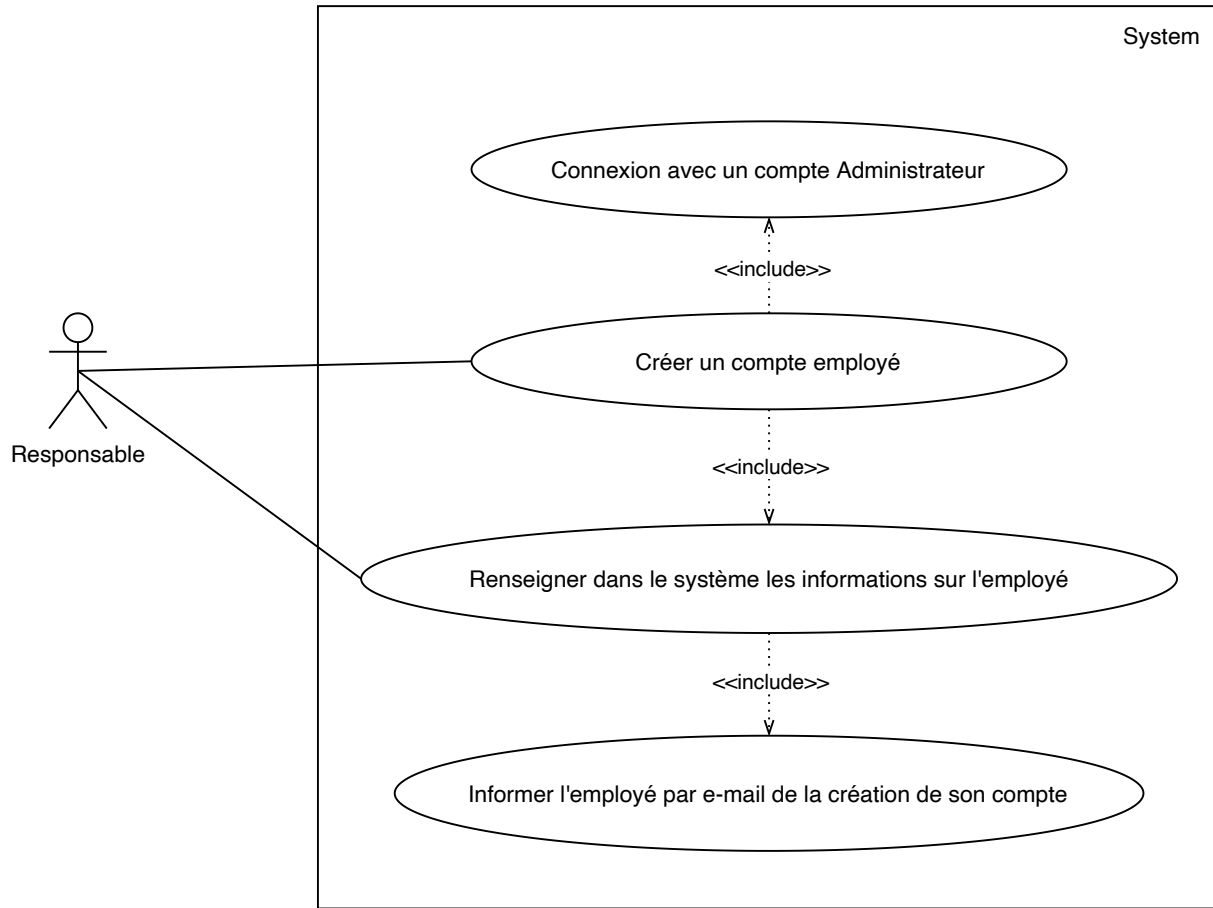 System
Connexion avec un compte Administrateur
<<include>>
Créer un compte employé
Responsable
<<include>>
Renseigner dans le système les informations sur l'employé
<<include>>
Informer l'employé par e-mail de la création de son compte